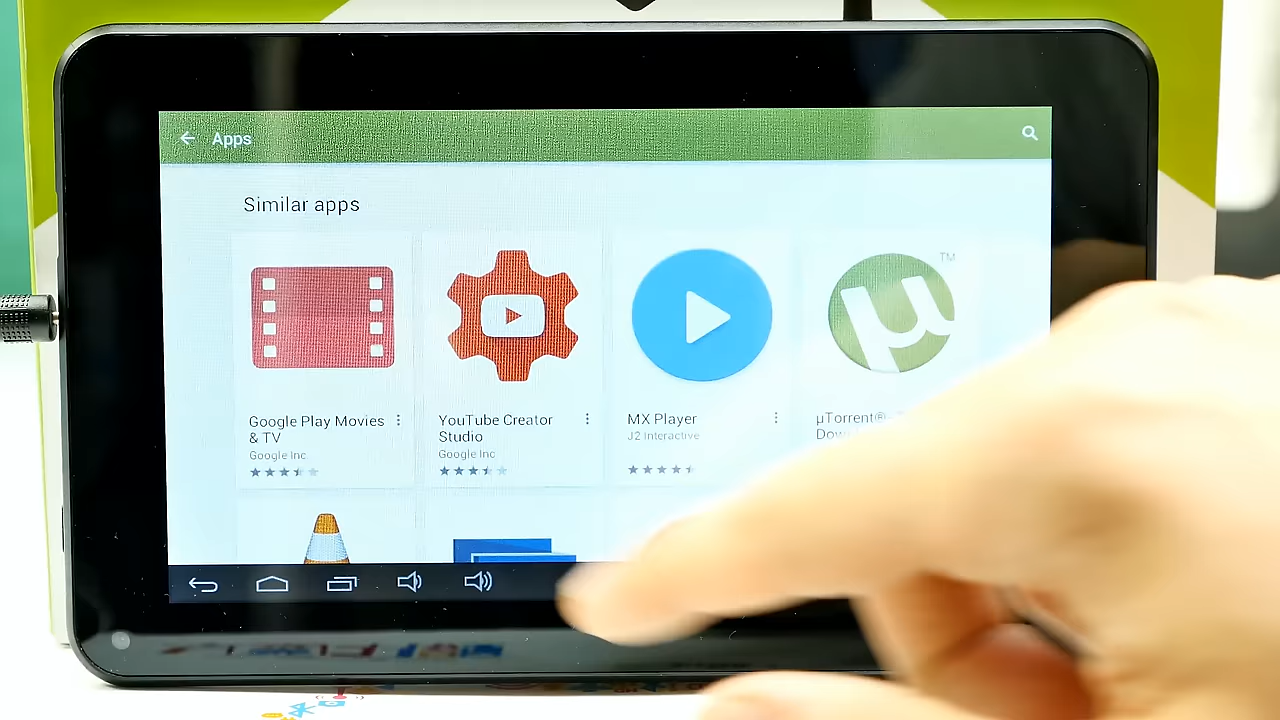 Apps
Similar apps
Google Play Movies
& TV
Google Inc
YouTube Creator
Studio
Google Inc
MX Player
J2 Interactive
µ
TM
µTorrent®